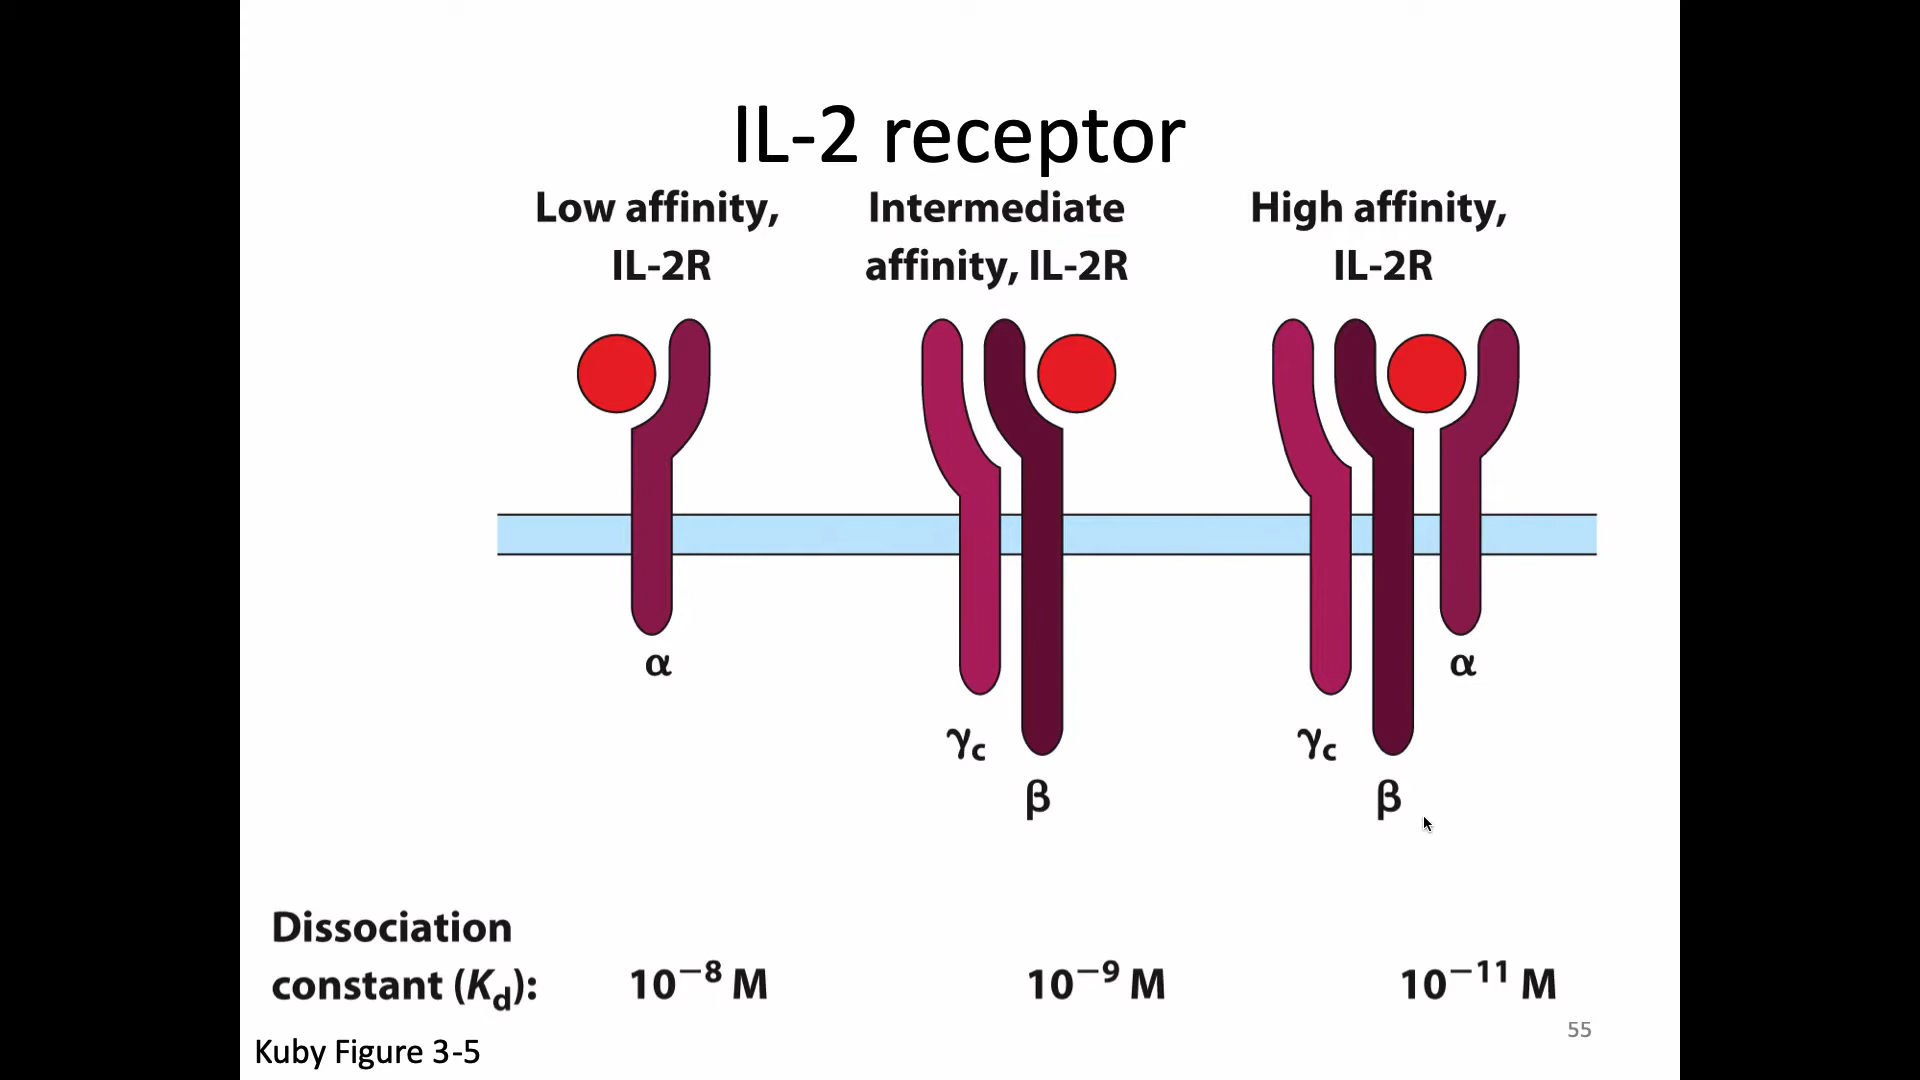 IL-2 receptor
Low affinity,
IL-2R
Intermediate
affinity, IL-2R
High affinity,
IL-2R
α
γc
β
γc
β
α
Dissociation
constant (Kd): 10⁻⁸ M 10⁻⁹ M 10⁻¹¹ M
55
Kuby Figure 3-5